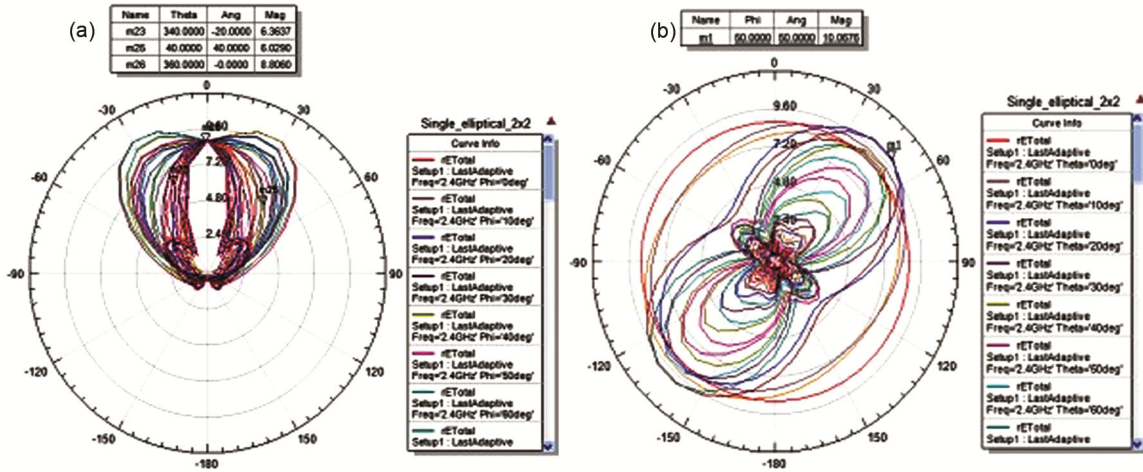 (a)
Name Theta Ang Mag
m23 340.0000 -20.0000 6.3637
m25 40.0000 40.0000 6.0290
m26 360.0000 -0.0000 8.8060
0
-30 30
-60 60
-90 90
-120 120
-150 150
-180
7.20
4.80
2.4
Single_elliptical_2x2
Curve Info
rETotal
Setup1 : LastAdaptive
Freq='2.4GHz' Phi='0deg'
rETotal
Setup1 : LastAdaptive
Freq='2.4GHz' Phi='10deg'
rETotal
Setup1 : LastAdaptive
Freq='2.4GHz' Phi='20deg'
rETotal
Setup1 : LastAdaptive
Freq='2.4GHz' Phi='30deg'
rETotal
Setup1 : LastAdaptive
Freq='2.4GHz' Phi='40deg'
rETotal
Setup1 : LastAdaptive
Freq='2.4GHz' Phi='50deg'
rETotal
Setup1 : LastAdaptive
Freq='2.4GHz' Phi='60deg'
rETotal
Setup1 : LastAdaptive
(b)
Name Phi Ang Mag
m1 50.0000 50.0000 10.0675
0
-30 30
-60 60
-90 90
-120 120
-150 150
-180
9.60
7.20
4.80
m1
Single_elliptical_2x2
Curve Info
rETotal
Setup1 : LastAdaptive
Freq='2.4GHz' Theta='0deg'
rETotal
Setup1 : LastAdaptive
Freq='2.4GHz' Theta='10deg'
rETotal
Setup1 : LastAdaptive
Freq='2.4GHz' Theta='20deg'
rETotal
Setup1 : LastAdaptive
Freq='2.4GHz' Theta='30deg'
rETotal
Setup1 : LastAdaptive
Freq='2.4GHz' Theta='40deg'
rETotal
Setup1 : LastAdaptive
Freq='2.4GHz' Theta='50deg'
rETotal
Setup1 : LastAdaptive
Freq='2.4GHz' Theta='60deg'
rETotal
Setup1 : LastAdaptive